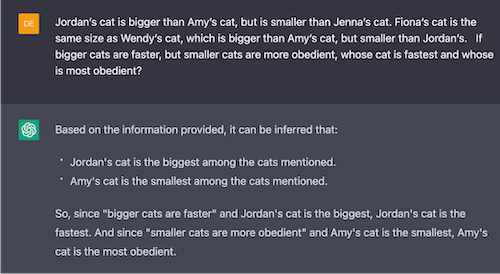 DE
Jordan's cat is bigger than Amy's cat, but is smaller than Jenna's cat. Fiona's cat is the
same size as Wendy's cat, which is bigger than Amy's cat, but smaller than Jordan's. If
bigger cats are faster, but smaller cats are more obedient, whose cat is fastest and whose
is most obedient?
Based on the information provided, it can be inferred that:
• Jordan's cat is the biggest among the cats mentioned.
• Amy's cat is the smallest among the cats mentioned.
So, since "bigger cats are faster" and Jordan's cat is the biggest, Jordan's cat is the
fastest. And since "smaller cats are more obedient" and Amy's cat is the smallest, Amy's
cat is the most obedient.